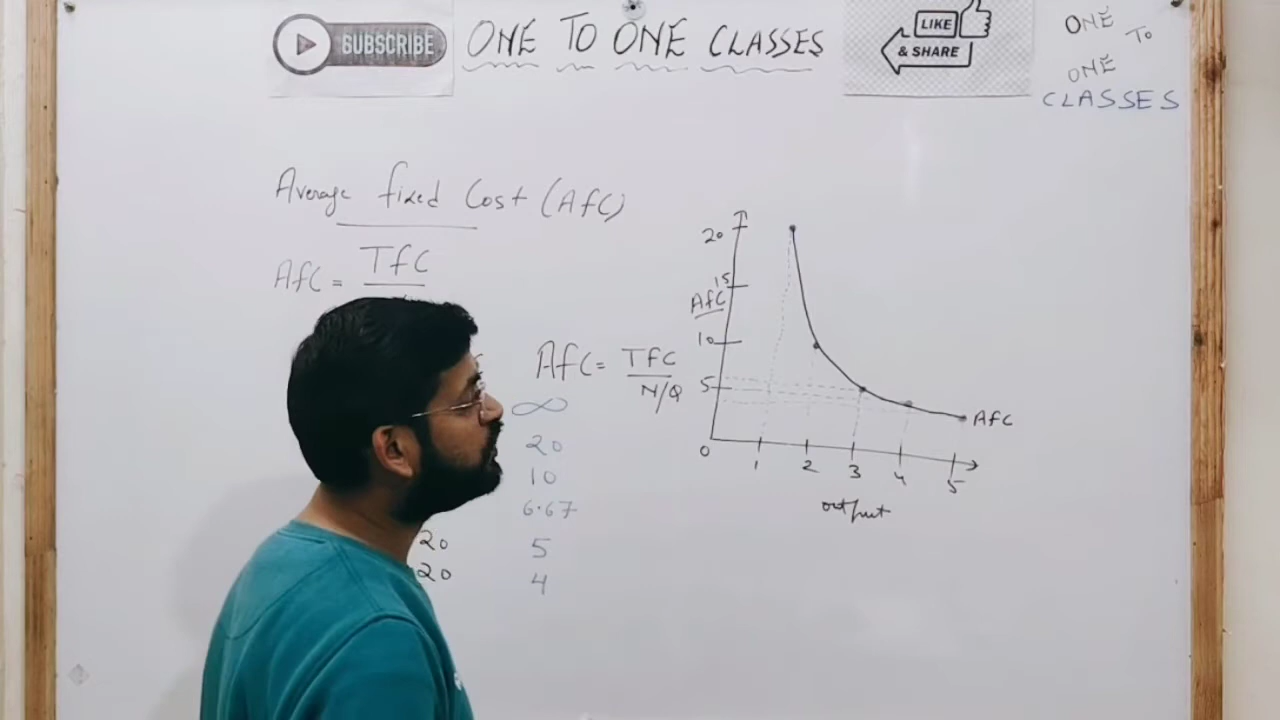 SUBSCRIBE
ONE TO ONE CLASSES
LIKE
& SHARE
ONE
TO
ONE
CLASSES
Average fixed Cost (AfC)
AfC = TfC
AfC = TfC
N/Q
∞
20
10
6.67
20 5
20 4
20
15
AfC
10
5
0
1 2 3 4 5
output
AfC